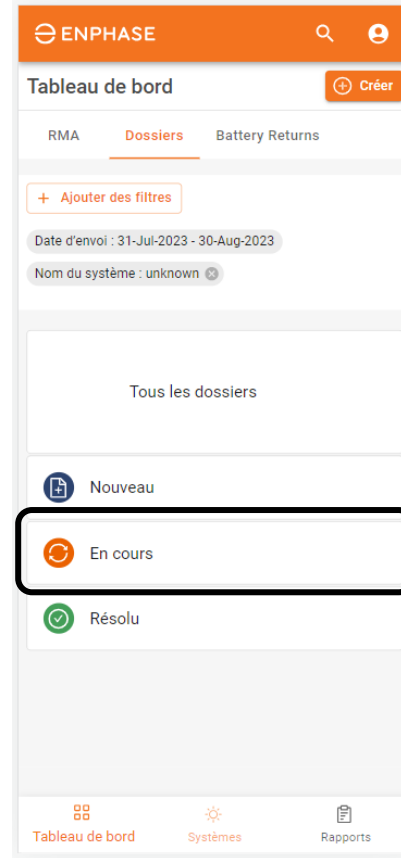 ENPHASE
Tableau de bord
Créer
RMA Dossiers Battery Returns
+ Ajouter des filtres
Date d'envoi : 31-Jul-2023 - 30-Aug-2023
Nom du système : unknown
Tous les dossiers
Nouveau
En cours
Résolu
Tableau de bord Systèmes Rapports